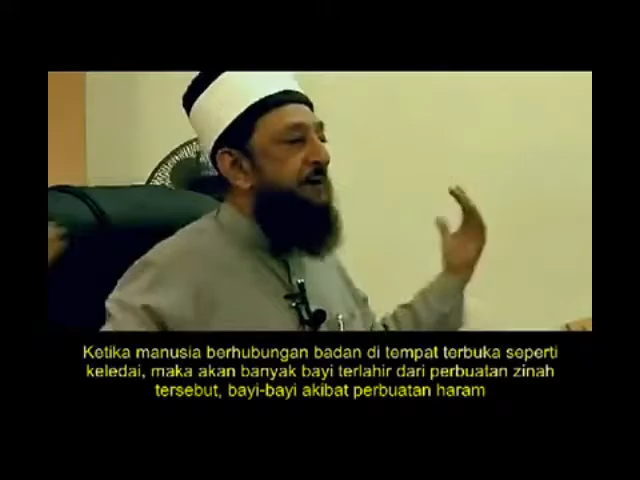 Ketika manusia berhubungan badan di tempat terbuka seperti
keledai, maka akan banyak bayi terlahir dari perbuatan zinah
tersebut, bayi-bayi akibat perbuatan haram